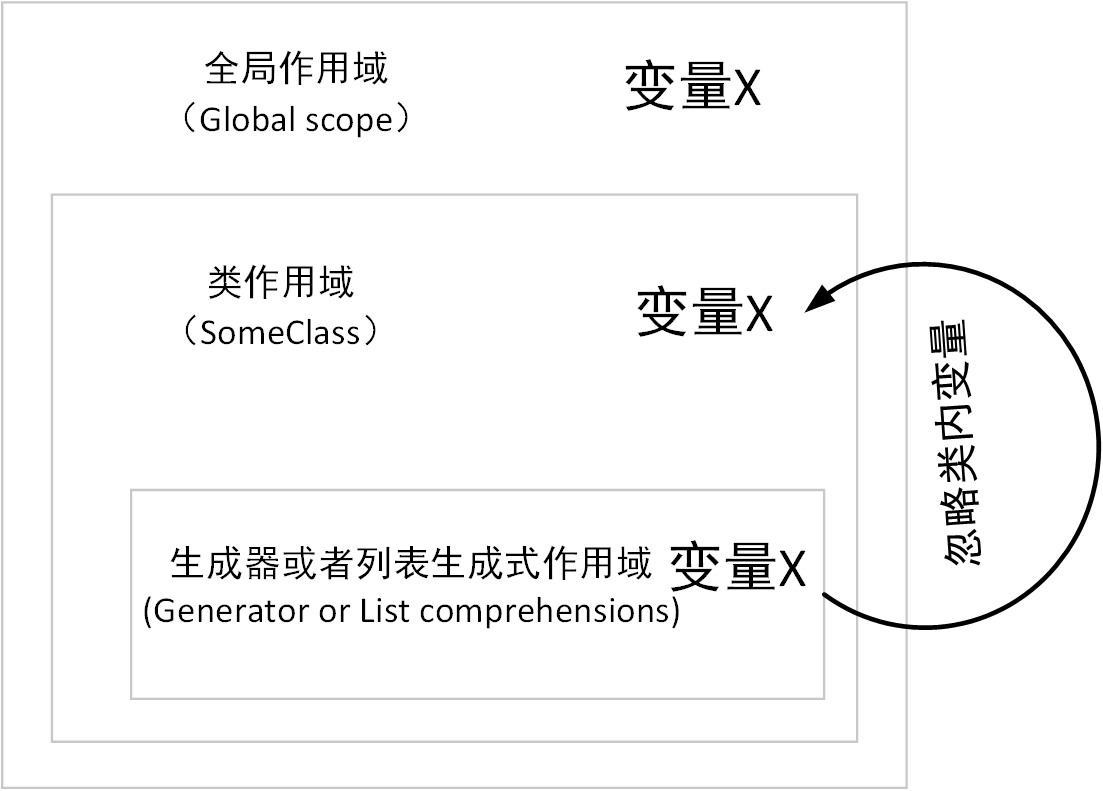 全局作用域
（Global scope）
变量X
类作用域
（SomeClass）
变量X
忽略类内变量
生成器或者列表生成式作用域
(Generator or List comprehensions)
变量X